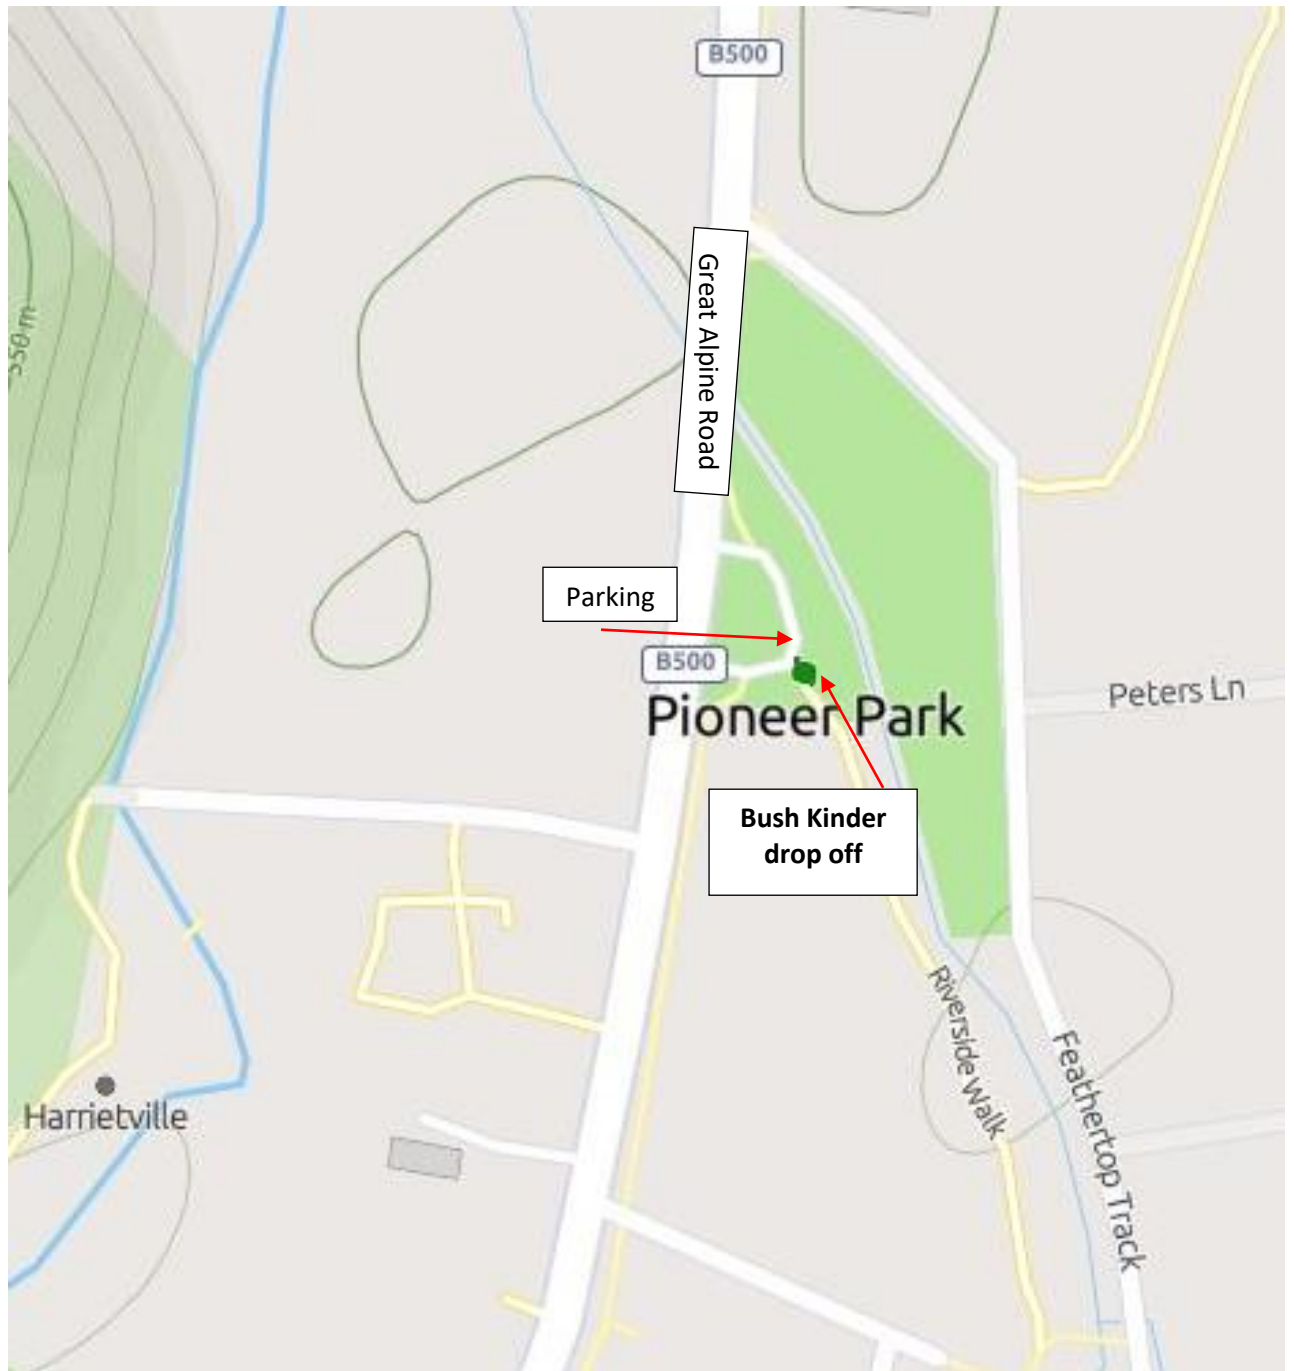 B500
Great Alpine Road
550 m
Parking
B500
Peters Ln
Pioneer Park
Bush Kinder
drop off
Riverside Walk
Feathertop Track
Harrietville